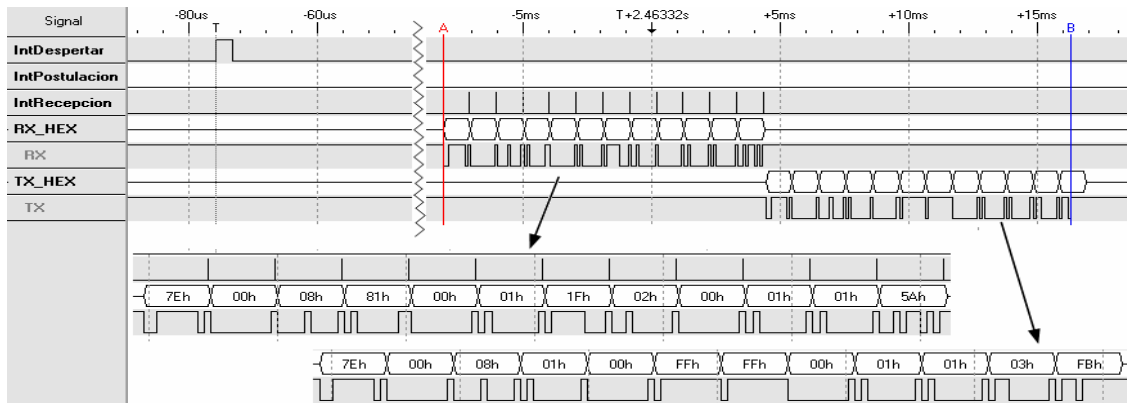 Signal -80us -60us -5ms T+2.46332s +5ms +10ms +15ms
T A B
IntDespertar
IntPostulacion
IntRecepcion
RX_HEX
RX
TX_HEX
TX
7Eh 00h 08h 81h 00h 01h 1Fh 02h 00h 01h 01h 5Ah
7Eh 00h 08h 01h 00h FFh FFh 00h 01h 01h 03h FBh